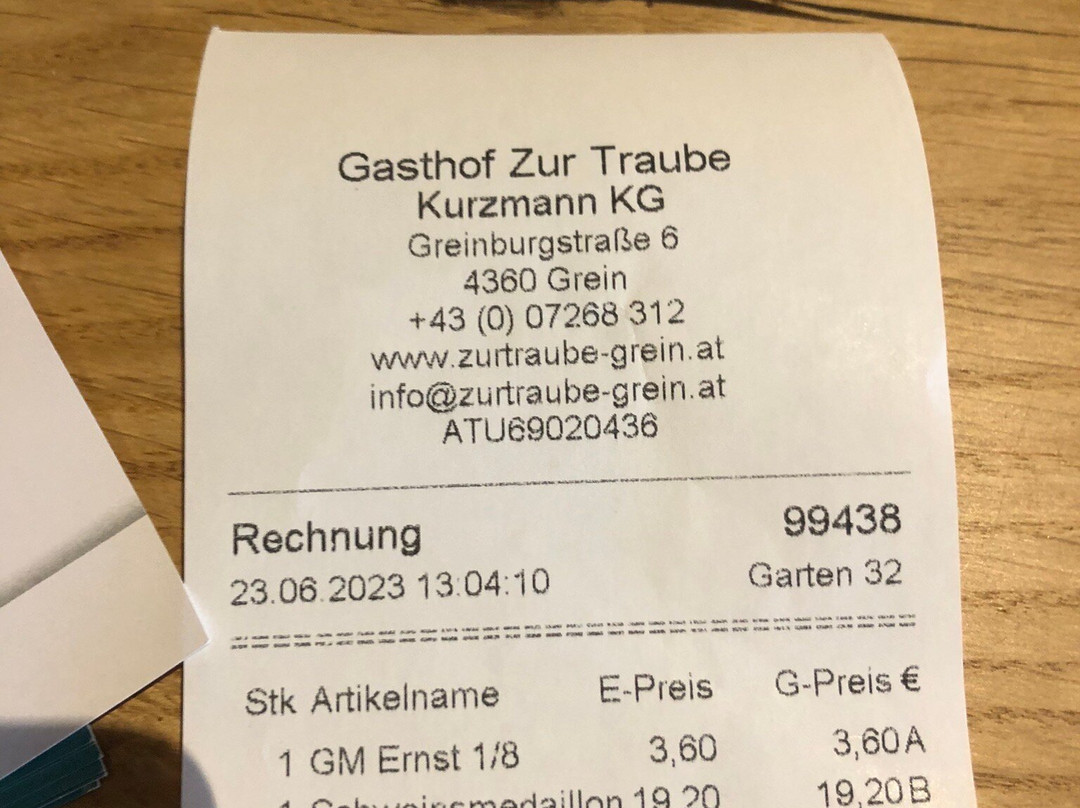 Gasthof Zur Traube
Kurzmann KG
Greinburgstraße 6
4360 Grein
+43 (0) 07268 312
www.zurtraube-grein.at
info@zurtraube-grein.at
ATU69020436
Rechnung 99438
23.06.2023 13:04:10 Garten 32
Stk Artikelname E-Preis G-Preis €
1 GM Ernst 1/8 3,60 3,60A
1 Schweinsmedaillon 19,20 19,20B